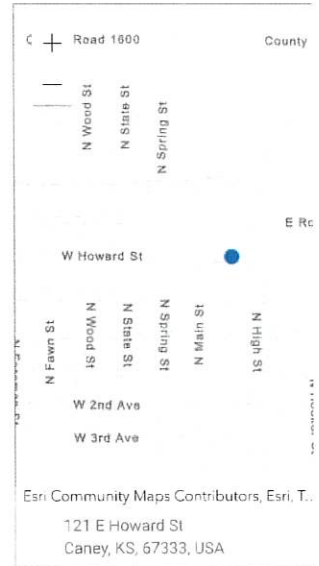 Road 1600
County
N Wood St
N State St
N Spring St
E Rd
W Howard St
N Fawn St
N Wood St
N State St
N Spring St
N Main St
N High St
W 2nd Ave
W 3rd Ave
Esri Community Maps Contributors, Esri, T...
121 E Howard St
Caney, KS, 67333, USA